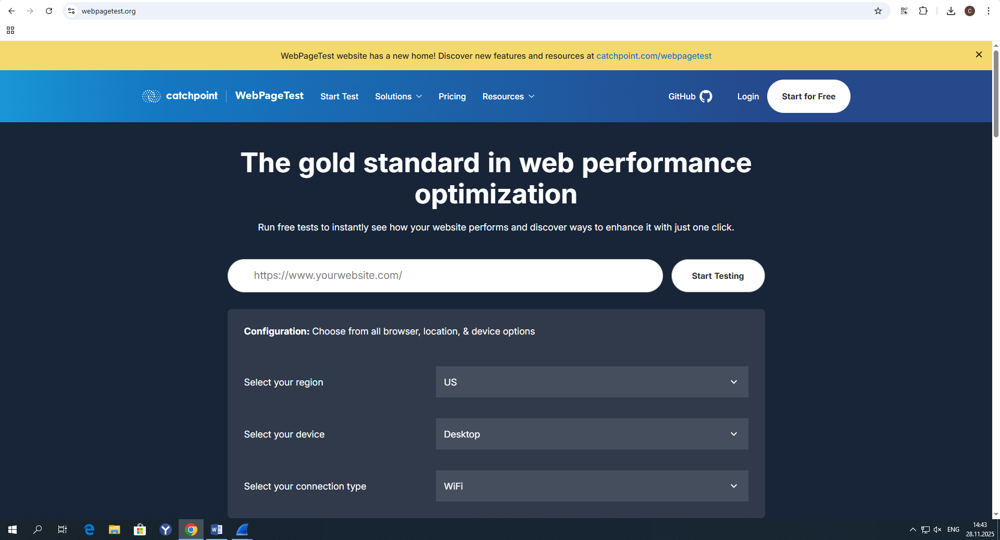 webpagetest.org
C
WebPageTest website has a new home! Discover new features and resources at catchpoint.com/webpagetest
catchpoint | WebPageTest Start Test Solutions Pricing Resources GitHub Login Start for Free
The gold standard in web performance
optimization
Run free tests to instantly see how your website performs and discover ways to enhance it with just one click.
https://www.yourwebsite.com/ Start Testing
Configuration: Choose from all browser, location, & device options
Select your region US
Select your device Desktop
Select your connection type WiFi
ENG 14:43
28.11.2025